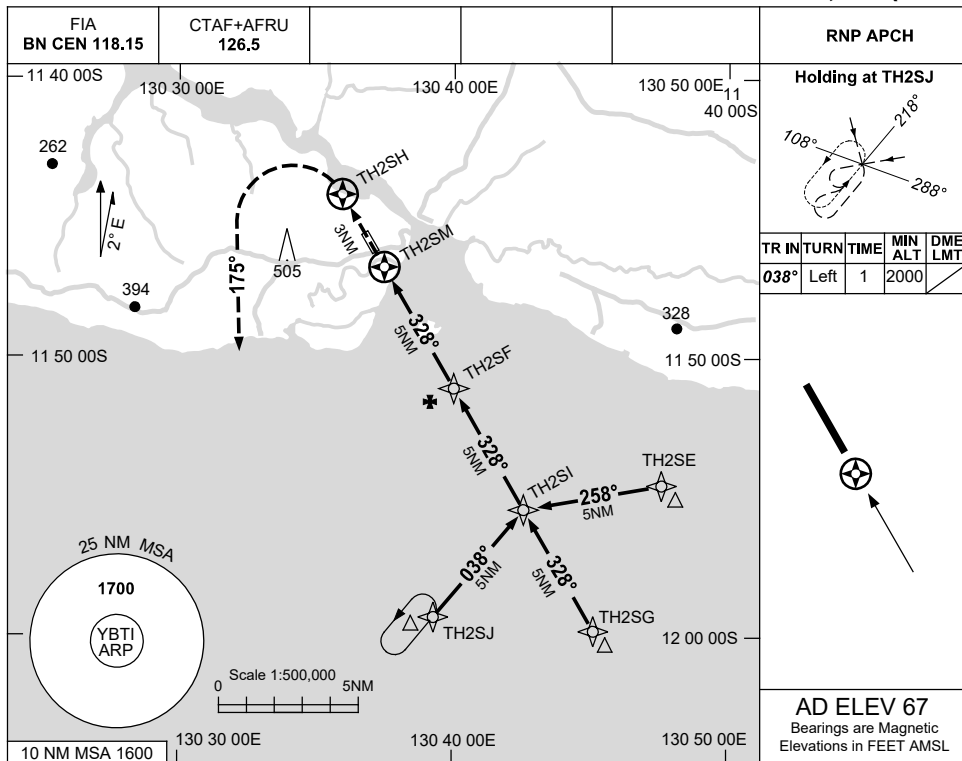 FIA
BN CEN 118.15
CTAF+AFRU
126.5
RNP APCH
11 40 00S
130 30 00E
130 40 00E
130 50 00E
11
40 00S
Holding at TH2SJ
218°
108°
288°
TR IN TURN TIME MIN ALT DME LMT
038° Left 1 2000
262
2° E
TH2SH
3NM
TH2SM
505
175°
394
328
328°
5NM
11 50 00S
11 50 00S
TH2SF
328°
5NM
TH2SE
TH2SI
258°
5NM
038°
5NM
328°
5NM
TH2SJ
TH2SG
12 00 00S
25 NM MSA
1700
YBTI
ARP
Scale 1:500,000
0 5NM
10 NM MSA 1600
130 30 00E
130 40 00E
130 50 00E
AD ELEV 67
Bearings are Magnetic
Elevations in FEET AMSL